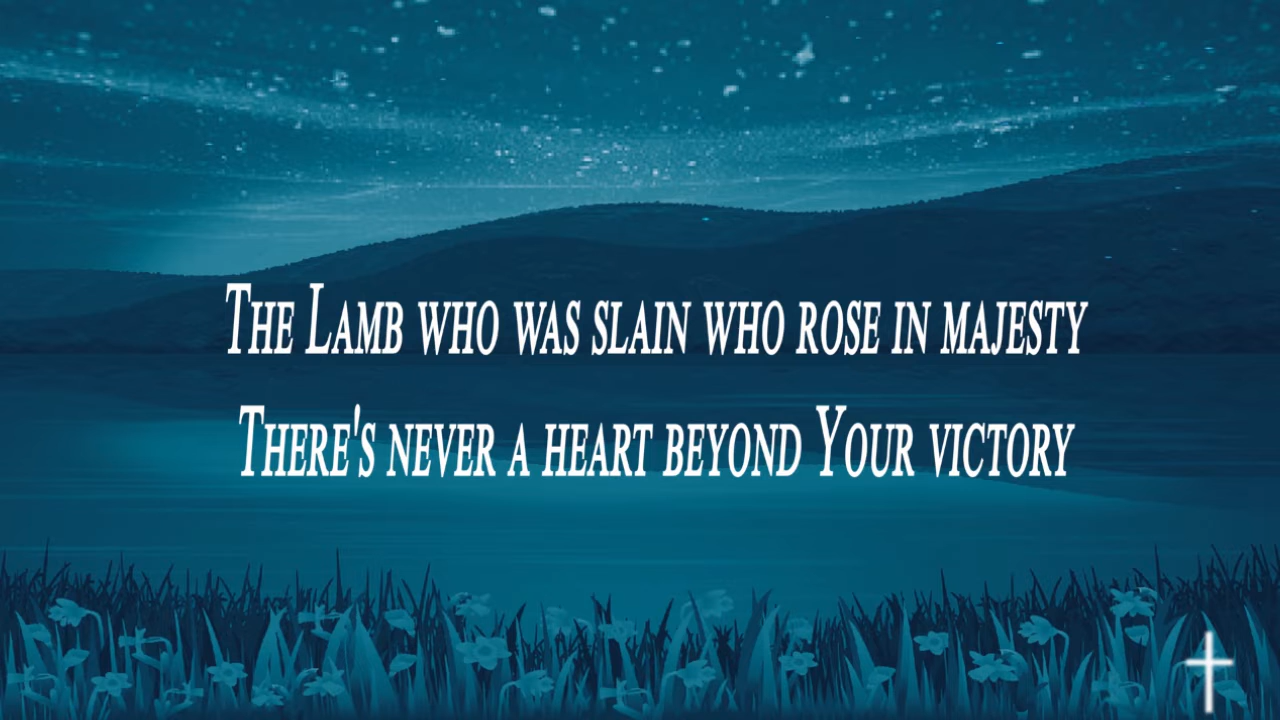 The Lamb who was slain who rose in majesty
There's never a heart beyond Your victory